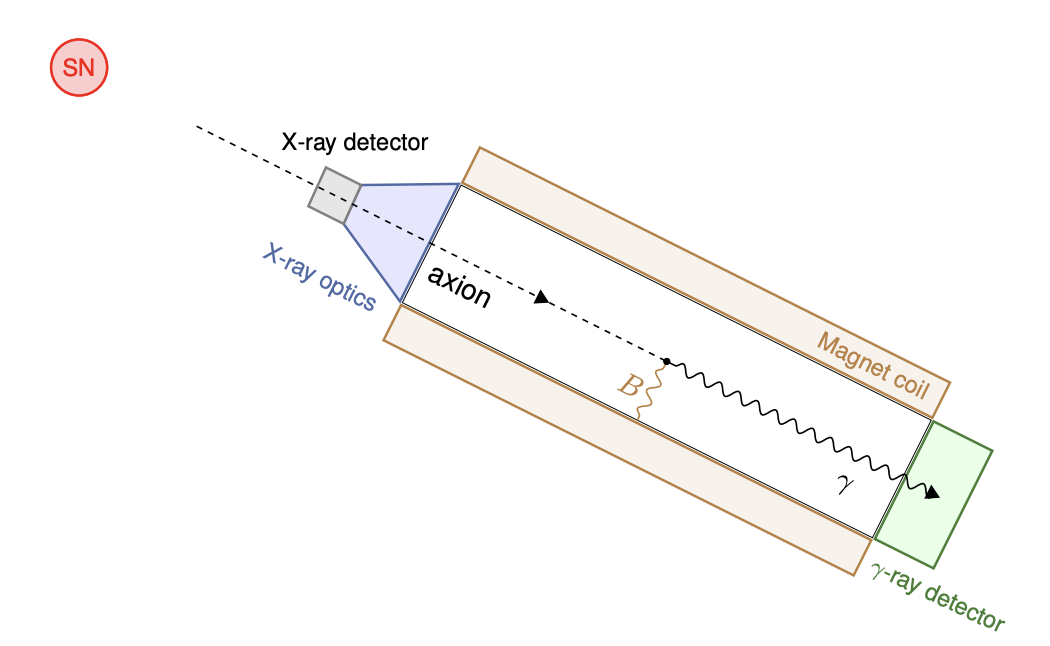 SN
X-ray detector
X-ray optics
axion
Magnet coil
B
γ
γ-ray detector